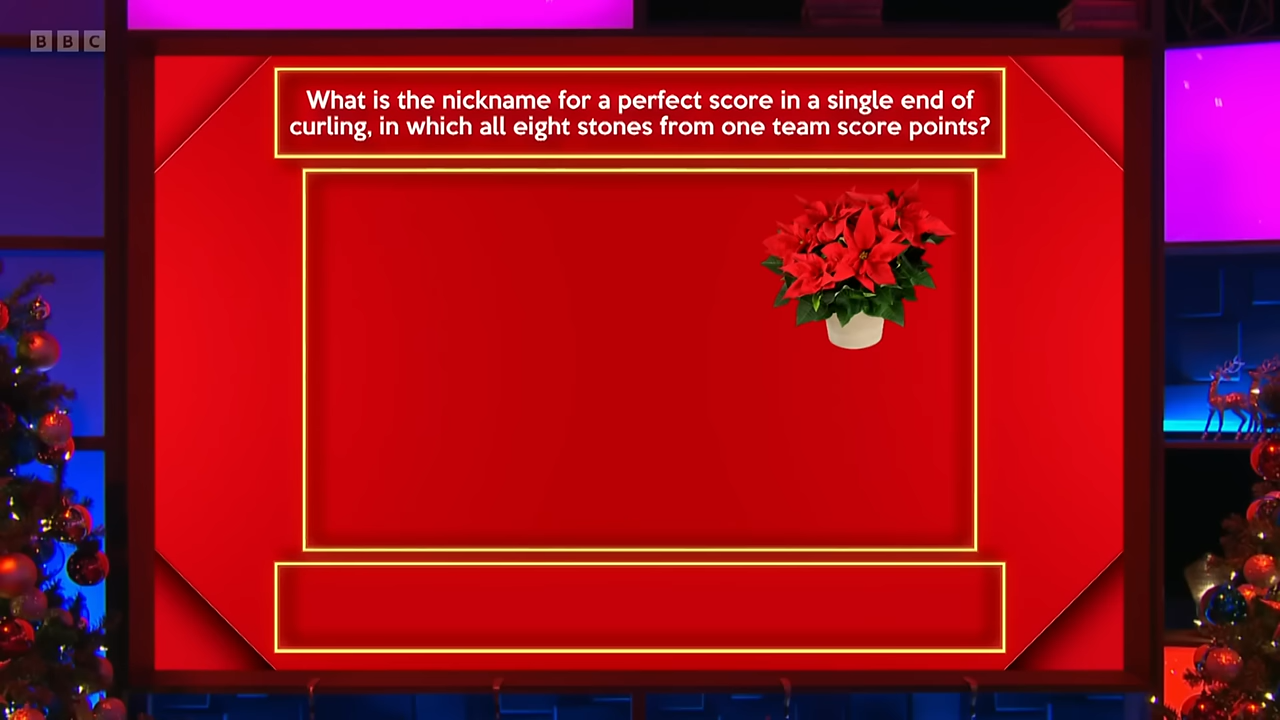 BBC
What is the nickname for a perfect score in a single end of
curling, in which all eight stones from one team score points?